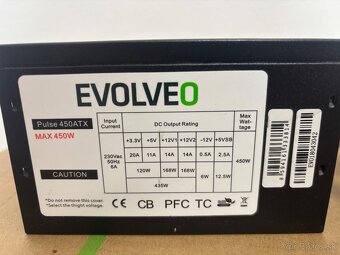 EVOLVEO
Pulse 450ATX
MAX 450W
CAUTION
*Do not remove this cover.
*Select the right voltage.
Input Current
DC Output Rating
Max Wattage
230Vac 50Hz 6A
+3.3V +5V +12V1 +12V2 -12V +5VSB
20A 11A 14A 14A 0.5A 2.5A
450W
120W 168W 168W 6W 12.5W
435W
CE CB PFC TC